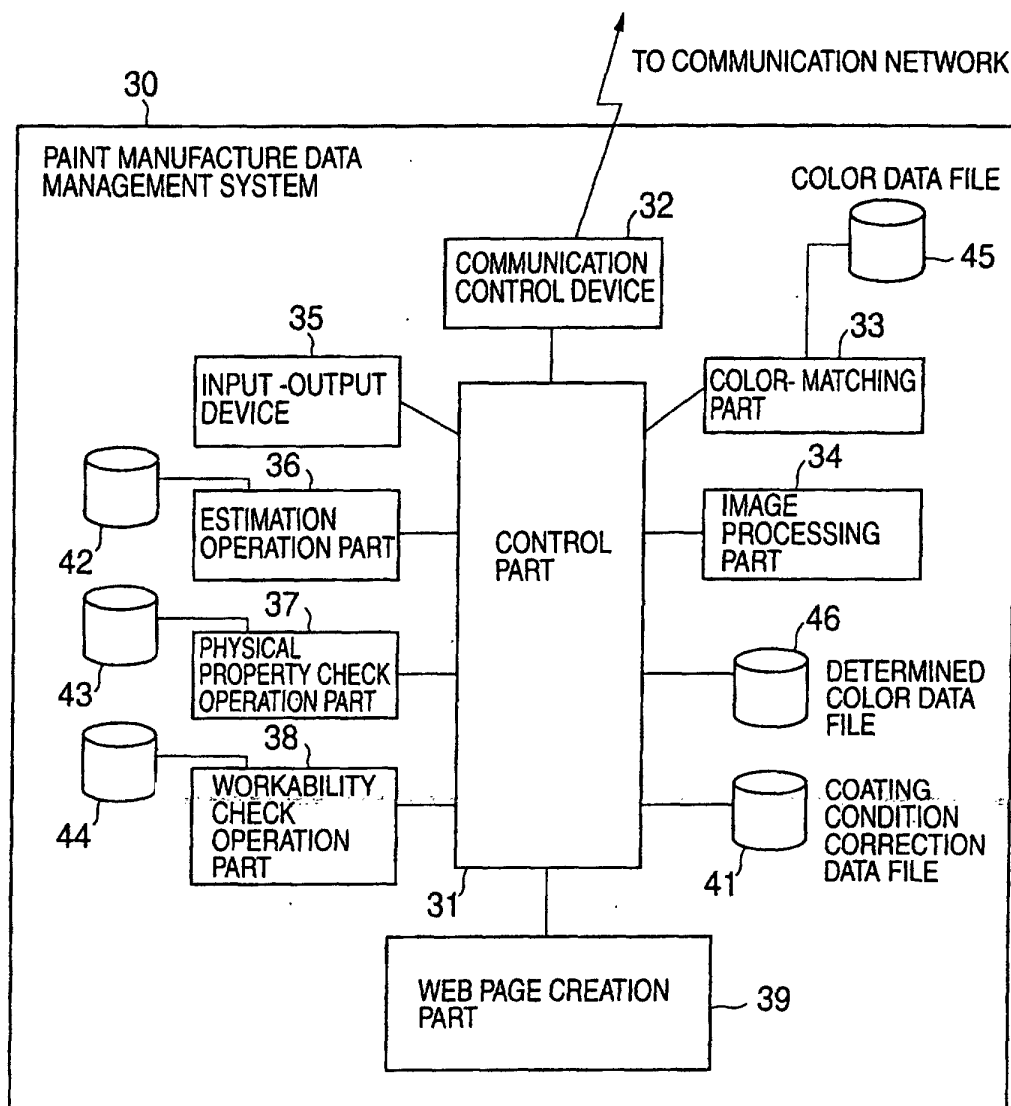 TO COMMUNICATION NETWORK
30
PAINT MANUFACTURE DATA
MANAGEMENT SYSTEM
COLOR DATA FILE
32
COMMUNICATION
CONTROL DEVICE
45
35
INPUT -OUTPUT
DEVICE
33
COLOR- MATCHING
PART
36
ESTIMATION
OPERATION PART
42
34
IMAGE
PROCESSING
PART
CONTROL
PART
37
PHYSICAL
PROPERTY CHECK
OPERATION PART
43
46
DETERMINED
COLOR DATA
FILE
38
WORKABILITY
CHECK
OPERATION
PART
44
COATING
CONDITION
CORRECTION
DATA FILE
41
31
WEB PAGE CREATION
PART
39